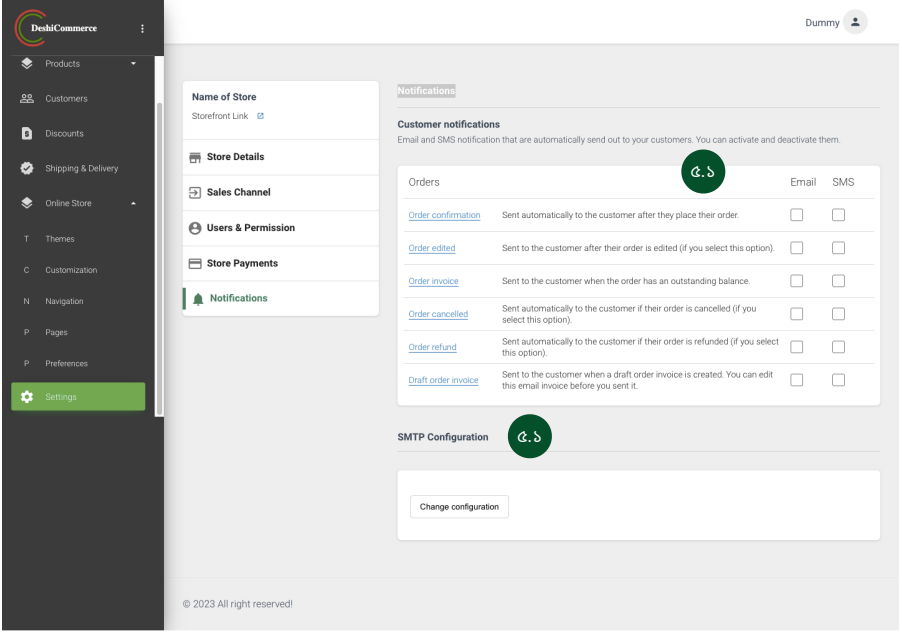 DeshiCommerce
Dummy
Products
Customers
Discounts
Shipping & Delivery
Online Store
T Themes
C Customization
N Navigation
P Pages
P Preferences
Settings
Name of Store
Storefront Link
Store Details
Sales Channel
Users & Permission
Store Payments
Notifications
Notifications
Customer notifications
Email and SMS notification that are automatically send out to your customers. You can activate and deactivate them.
৫.১
Orders Email SMS
Order confirmation Sent automatically to the customer after they place their order.
Order edited Sent to the customer after their order is edited (if you select this option).
Order invoice Sent to the customer when the order has an outstanding balance.
Order cancelled Sent automatically to the customer if their order is cancelled (if you
select this option).
Order refund Sent automatically to the customer if their order is refunded (if you select
this option).
Draft order invoice Sent to the customer when a draft order invoice is created. You can edit
this email invoice before you sent it.
SMTP Configuration ৫.১
Change configuration
© 2023 All right reserved!